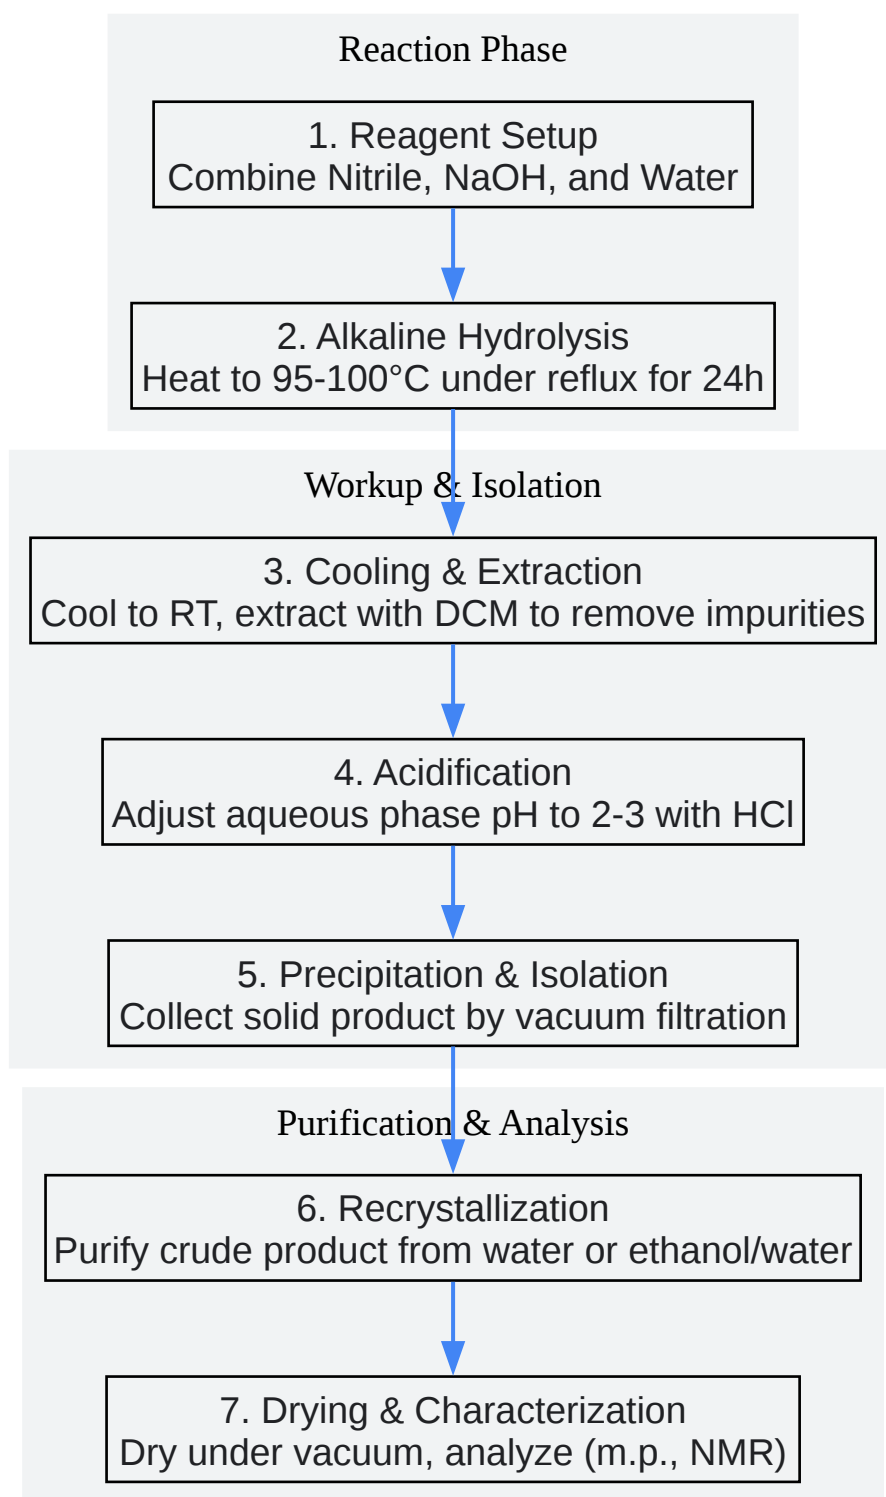 Reaction Phase
1. Reagent Setup
Combine Nitrile, NaOH, and Water
2. Alkaline Hydrolysis
Heat to 95-100°C under reflux for 24h
Workup & Isolation
3. Cooling & Extraction
Cool to RT, extract with DCM to remove impurities
4. Acidification
Adjust aqueous phase pH to 2-3 with HCl
5. Precipitation & Isolation
Collect solid product by vacuum filtration
Purification & Analysis
6. Recrystallization
Purify crude product from water or ethanol/water
7. Drying & Characterization
Dry under vacuum, analyze (m.p., NMR)